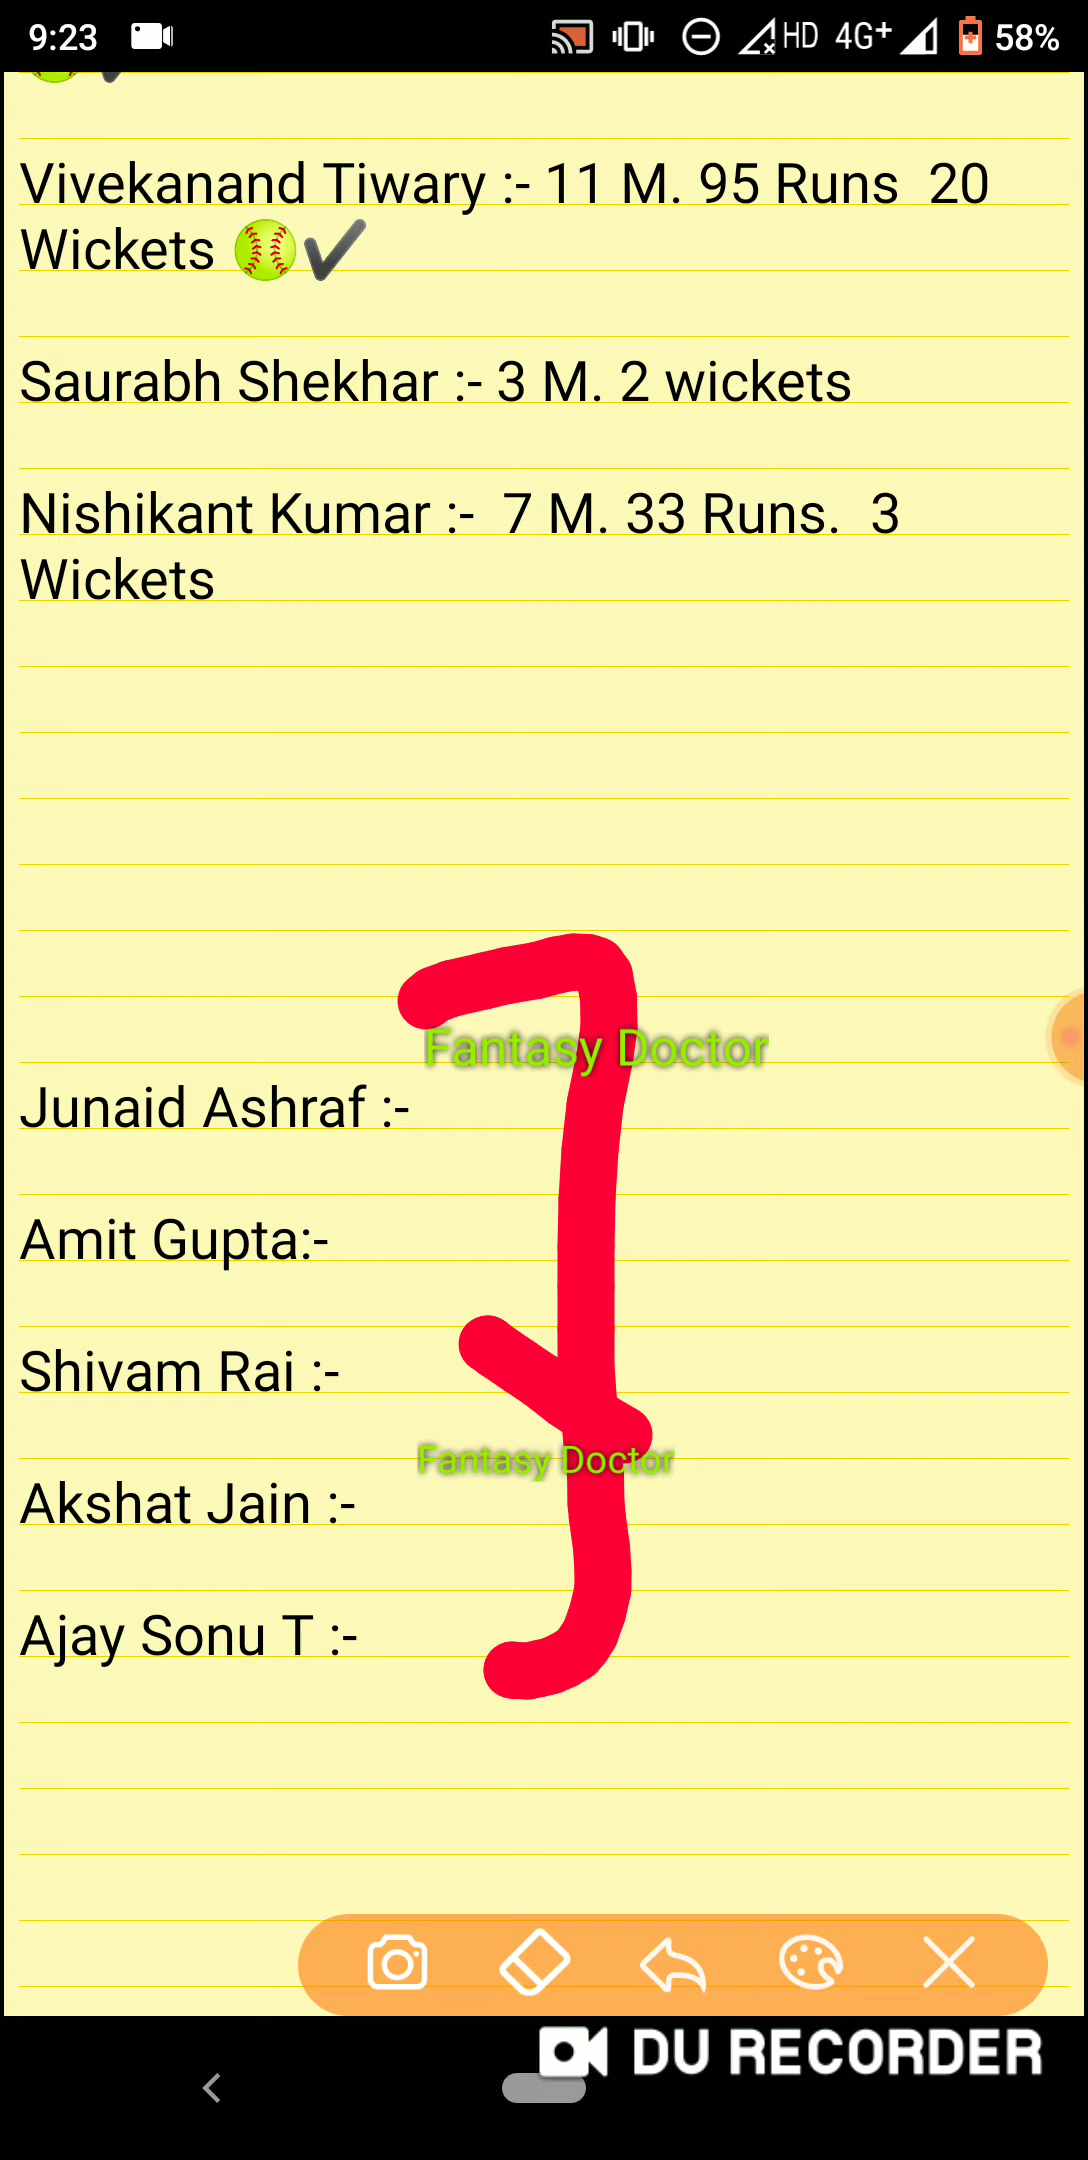 9:23 HD 4G+ 58%
Vivekanand Tiwary :- 11 M. 95 Runs  20
Wickets 🥎✔
Saurabh Shekhar :- 3 M. 2 wickets
Nishikant Kumar :-  7 M. 33 Runs.  3
Wickets
Fantasy Doctor
Junaid Ashraf :-
Amit Gupta:-
Shivam Rai :-
Fantasy Doctor
Akshat Jain :-
Ajay Sonu T :-
DU RECORDER